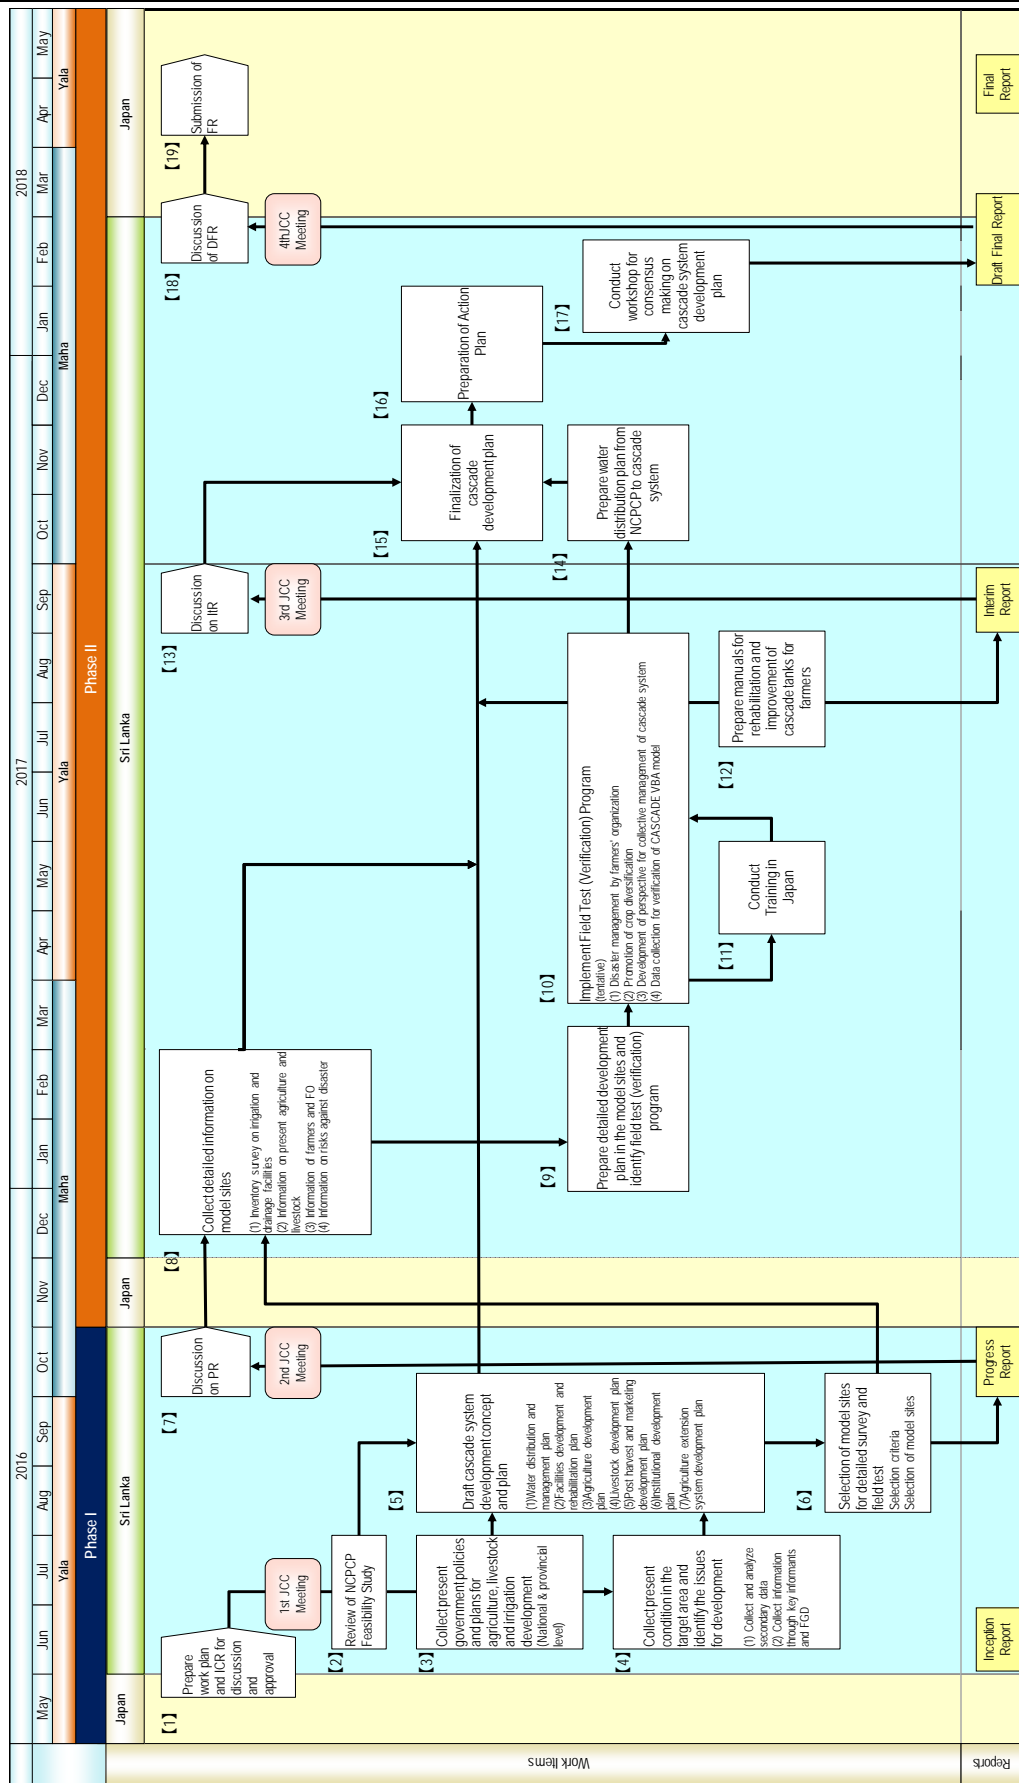 2016
2017
2018
May
Jun
Jul
Aug
Sep
Oct
Nov
Dec
Jan
Feb
Mar
Apr
May
Jun
Jul
Aug
Sep
Oct
Nov
Dec
Jan
Feb
Mar
Apr
May
Yala
Maha
Yala
Maha
Yala
Phase I
Phase II
Japan
Sri Lanka
Japan
Sri Lanka
Japan
Work Items
Reports
【1】
Prepare
work plan
and ICR for
discussion
and
approval
1st JCC
Meeting
【2】
Review of NCPCP
Feasibility Study
【3】
Collect present
government policies
and plans for
agriculture, livestock
and irrigation
development
(National & provincial
level)
【4】
Collect present
condition in the
target area and
identify the issues
for development
(1) Collect and analyze
secondary data
(2) Collect information
through key informants
and FGD
【5】
Draft cascade system
development concept
and plan
(1)Water distribution and
management plan
(2)Facilities development and
rehabilitation plan
(3)Agriculture development
plan
(4)Livestock development plan
(5)Post harvest and marketing
development plan
(6)Institutional development
plan
(7)Agriculture extension
system development plan
【6】
Selection of model sites
for detailed survey and
field test
Selection criteria
Selection of model sites
【7】
Discussion
on PR
2nd JCC
Meeting
【8】
Collect detailed information on
model sites
(1) Inventory survey on irrigation and
drainage facilities
(2) Information on present agriculture and
livestock
(3) Information of farmers and FO
(4) Information on risks against disaster
【9】
Prepare detailed development
plan in the model sites and
identify field test (verification)
program
【10】
Implement Field Test (Verification) Program
(tentative)
(1) Disaster management by farmers' organization
(2) Promotion of crop diversification
(3) Development of perspective for collective management of cascade system
(4) Data collection for verification of CASCADE VBA model
【11】
Conduct
Training in
Japan
【12】
Prepare manuals for
rehabilitation and
improvement of
cascade tanks for
farmers
【13】
Discussion
on ItR
3rd JCC
Meeting
【14】
Prepare water
distribution plan from
NCPCP to cascade
system
【15】
Finalization of
cascade
development plan
【16】
Preparation of Action
Plan
【17】
Conduct
workshop for
consensus
making on
cascade system
development
plan
【18】
Discussion
of DFR
4thJCC
Meeting
【19】
Submission of
FR
Inception
Report
Progress
Report
Interim
Report
Draft Final Report
Final
Report